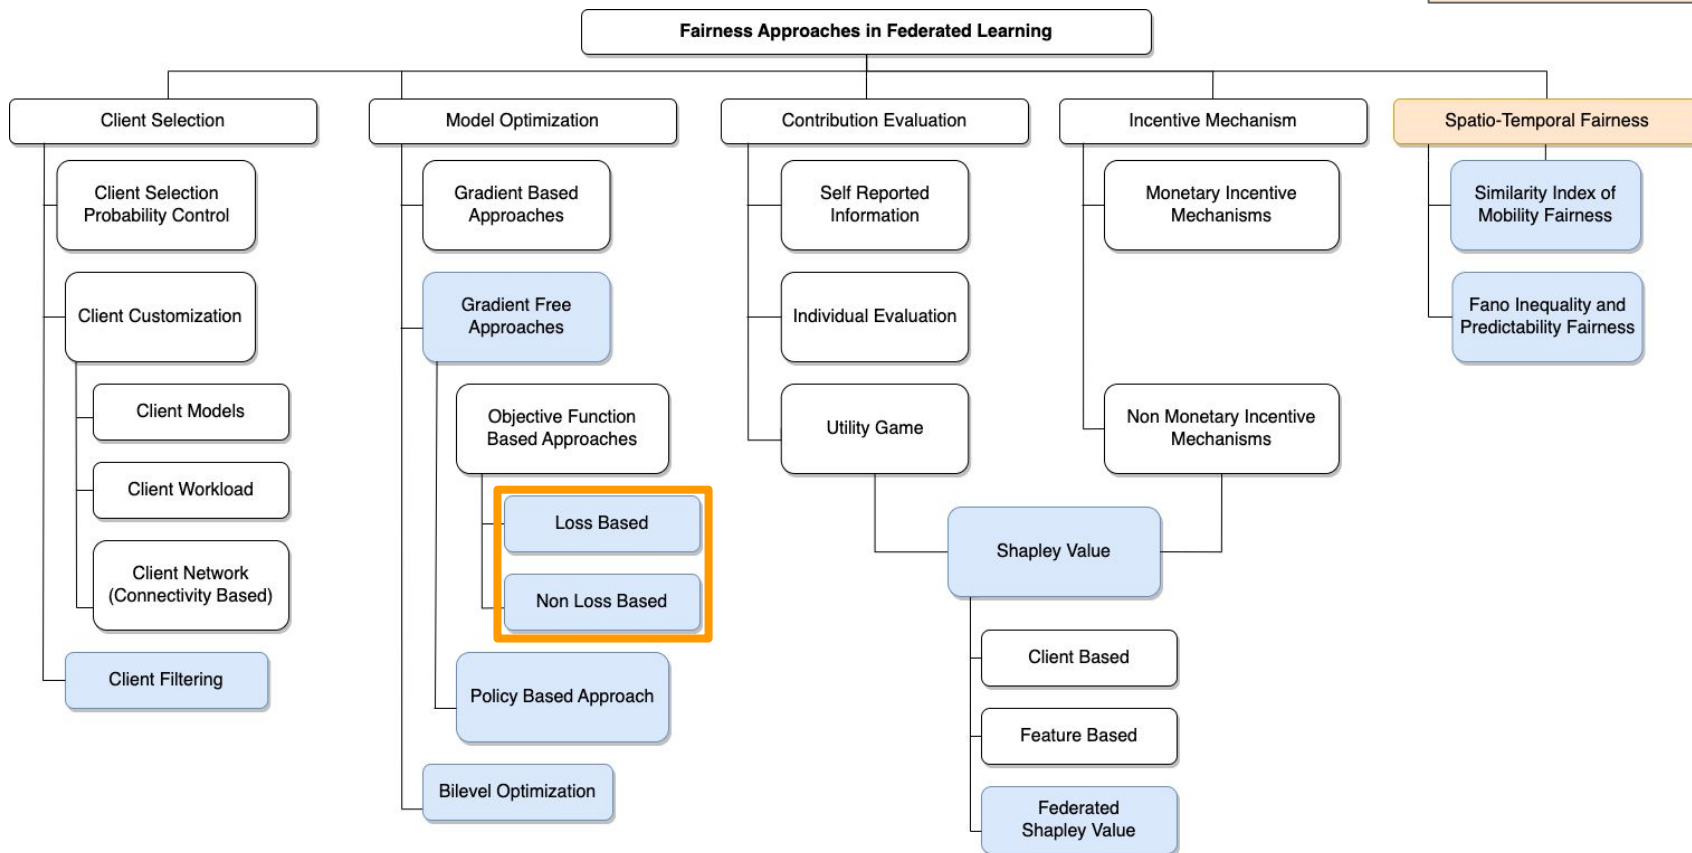 Fairness Approaches in Federated Learning
Client Selection
Client Selection
Probability Control
Client Customization
Client Models
Client Workload
Client Network
(Connectivity Based)
Client Filtering
Model Optimization
Gradient Based
Approaches
Gradient Free
Approaches
Objective Function
Based Approaches
Loss Based
Non Loss Based
Policy Based Approach
Bilevel Optimization
Contribution Evaluation
Self Reported
Information
Individual Evaluation
Utility Game
Incentive Mechanism
Monetary Incentive
Mechanisms
Non Monetary Incentive
Mechanisms
Shapley Value
Client Based
Feature Based
Federated
Shapley Value
Spatio-Temporal Fairness
Similarity Index of
Mobility Fairness
Fano Inequality and
Predictability Fairness